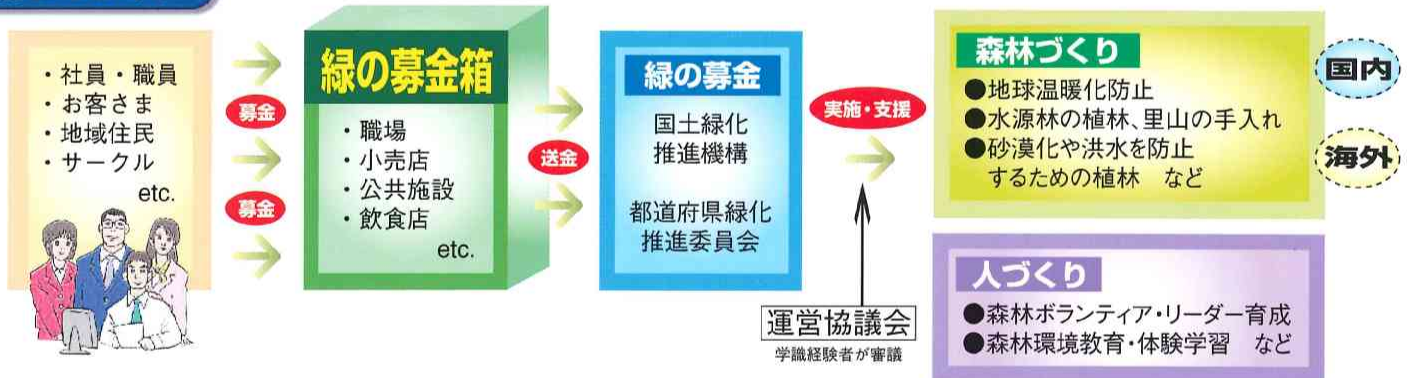 ・社員・職員
・お客さま
・地域住民
・サークル
etc.
募金
募金
緑の募金箱
・職場
・小売店
・公共施設
・飲食店
etc.
送金
緑の募金
国土緑化
推進機構
都道府県緑化
推進委員会
実施・支援
運営協議会
学識経験者が審議
森林づくり
●地球温暖化防止
●水源林の植林、里山の手入れ
●砂漠化や洪水を防止
するための植林　など
国内
海外
人づくり
●森林ボランティア・リーダー育成
●森林環境教育・体験学習　など